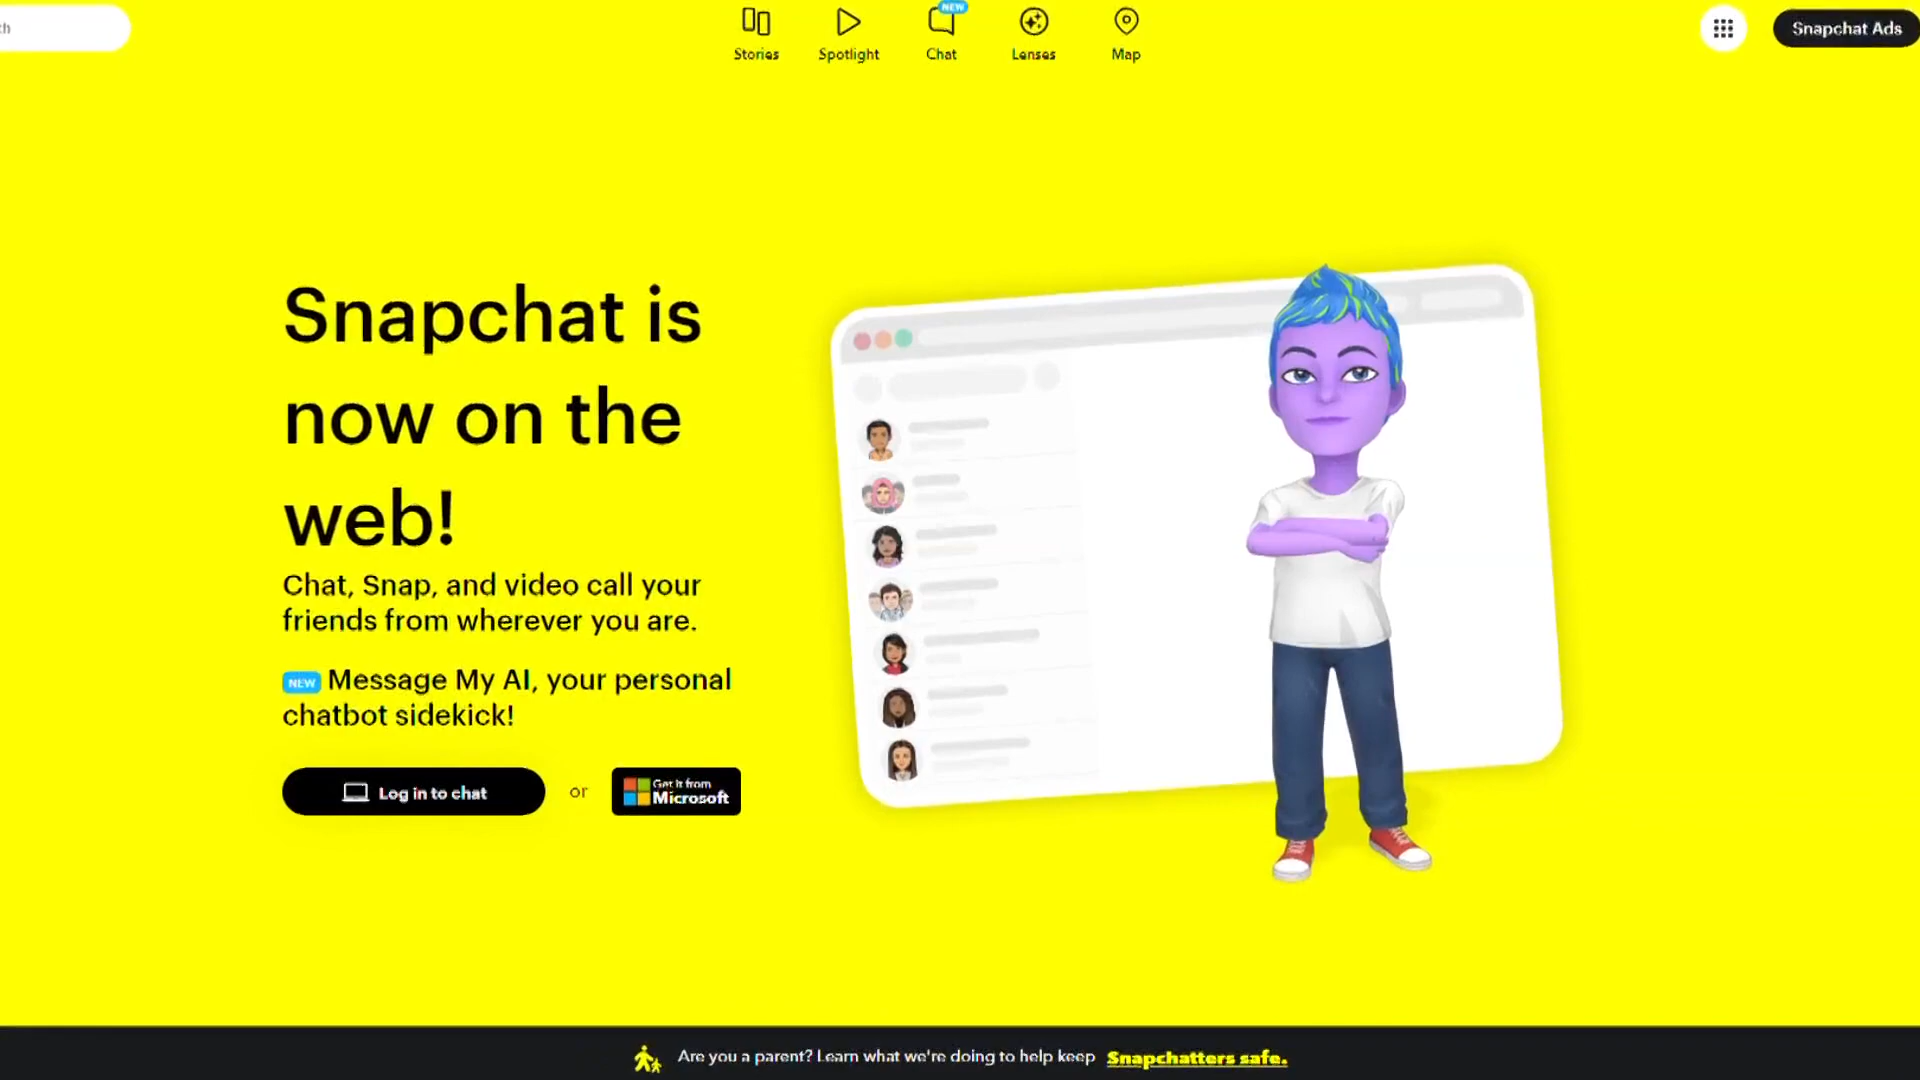 th
NEW
Stories
Spotlight
Chat
Lenses
Map
Snapchat Ads
Snapchat is
now on the
web!
Chat, Snap, and video call your
friends from wherever you are.
NEW Message My AI, your personal
chatbot sidekick!
Log in to chat
or
Get it from
Microsoft
Are you a parent? Learn what we're doing to help keep Snapchatters safe.